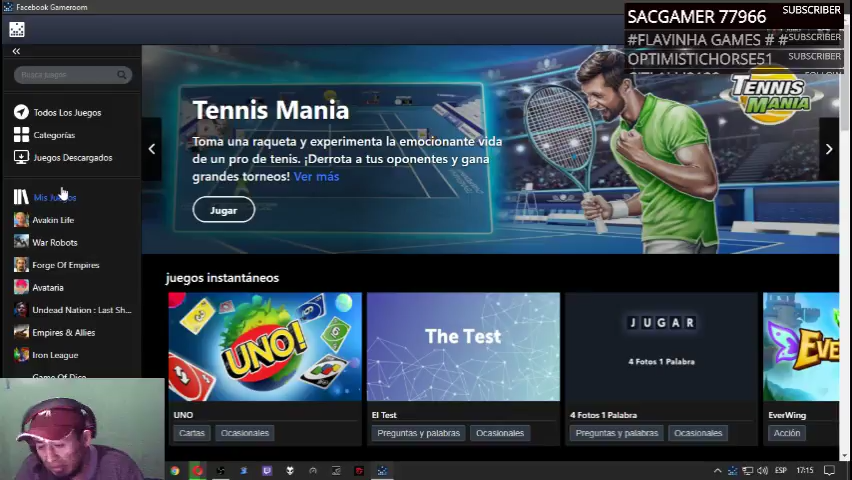 Facebook Gameroom
SACGAMER 77966
SUBSCRIBER
#FLAVINHA GAMES # #
SUBSCRIBER
OPTIMISTICHORSE51
SUBSCRIBER
Buscar juegos
Todos Los Juegos
Categorías
Juegos Descargados
Mis Juegos
Avakin Life
War Robots
Forge Of Empires
Avataria
Undead Nation : Last Sh...
Empires & Allies
Iron League
Game Of Dice
Tennis Mania
Toma una raqueta y experimenta la emocionante vida
de un pro de tenis. ¡Derrota a tus oponentes y gana
grandes torneos! Ver más
Jugar
TENNIS
MANIA
juegos instantáneos
UNO!
The Test
JUGAR
4 Fotos 1 Palabra
UNO
El Test
4 Fotos 1 Palabra
EverWing
Cartas
Ocasionales
Preguntas y palabras
Ocasionales
Preguntas y palabras
Ocasionales
Acción
ESP
17:15